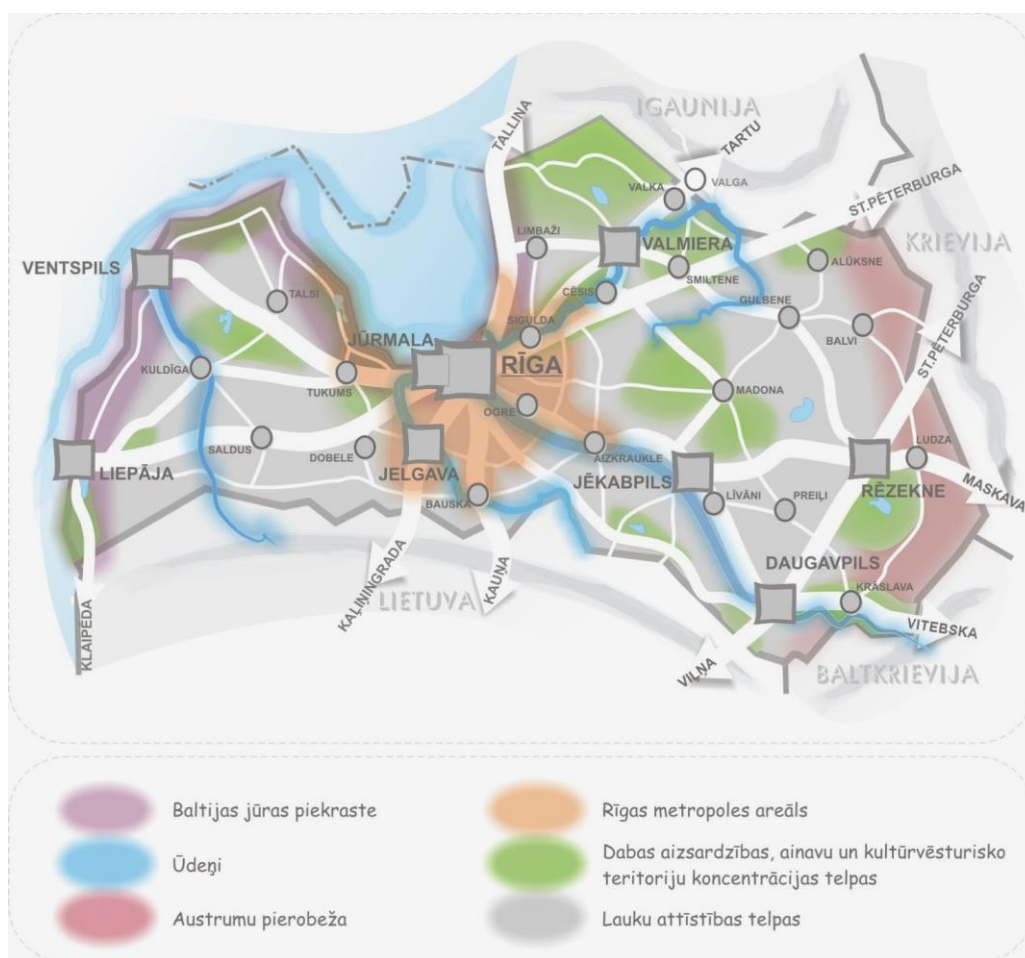 IGAUNIJA
TALLINA
TARTU
VALKA
VALGA
ST.PĒTERBURGA
KRIEVIJA
LIMBAŽI
VALMIERA
VENTSPILS
ALŪKSNE
SMILTENE
CĒSIS
TALSI
GULBENE
SIGULDA
BALVI
ST.PĒTERBURGA
JŪRMALA
RĪGA
KULDĪGA
TUKUMS
MADONA
OGRE
SALDUS
DOBELE
LUDZA
LIEPĀJA
JELGAVA
AIZKRAUKLE
JĒKABPILS
RĒZEKNE
MASKAVA
BAUSKA
LĪVĀNI
PREIĻI
DAUGAVPILS
KALIŅINGRADA
KAUŅA
LIETUVA
KRĀSLAVA
KLAIPEDA
VIĻŅA
VITEBSKA
BALTKRIEVIJA
Baltijas jūras piekraste
Ūdeņi
Austrumu pierobeža
Rīgas metropoles areāls
Dabas aizsardzības, ainavu un kultūrvēsturisko
teritoriju koncentrācijas telpas
Lauku attīstības telpas